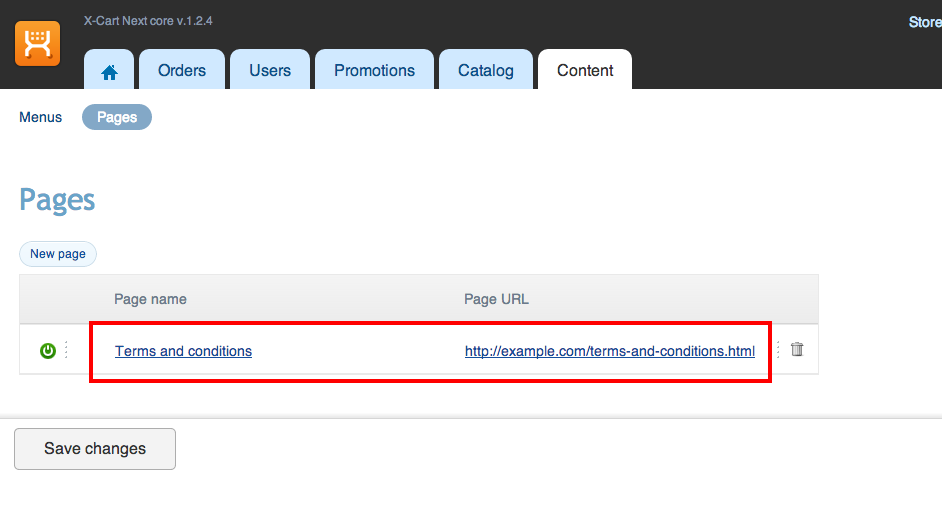 X-Cart Next core v.1.2.4
Store
Orders Users Promotions Catalog Content
Menus Pages
Pages
New page
Page name Page URL
Terms and conditions http://example.com/terms-and-conditions.html
Save changes